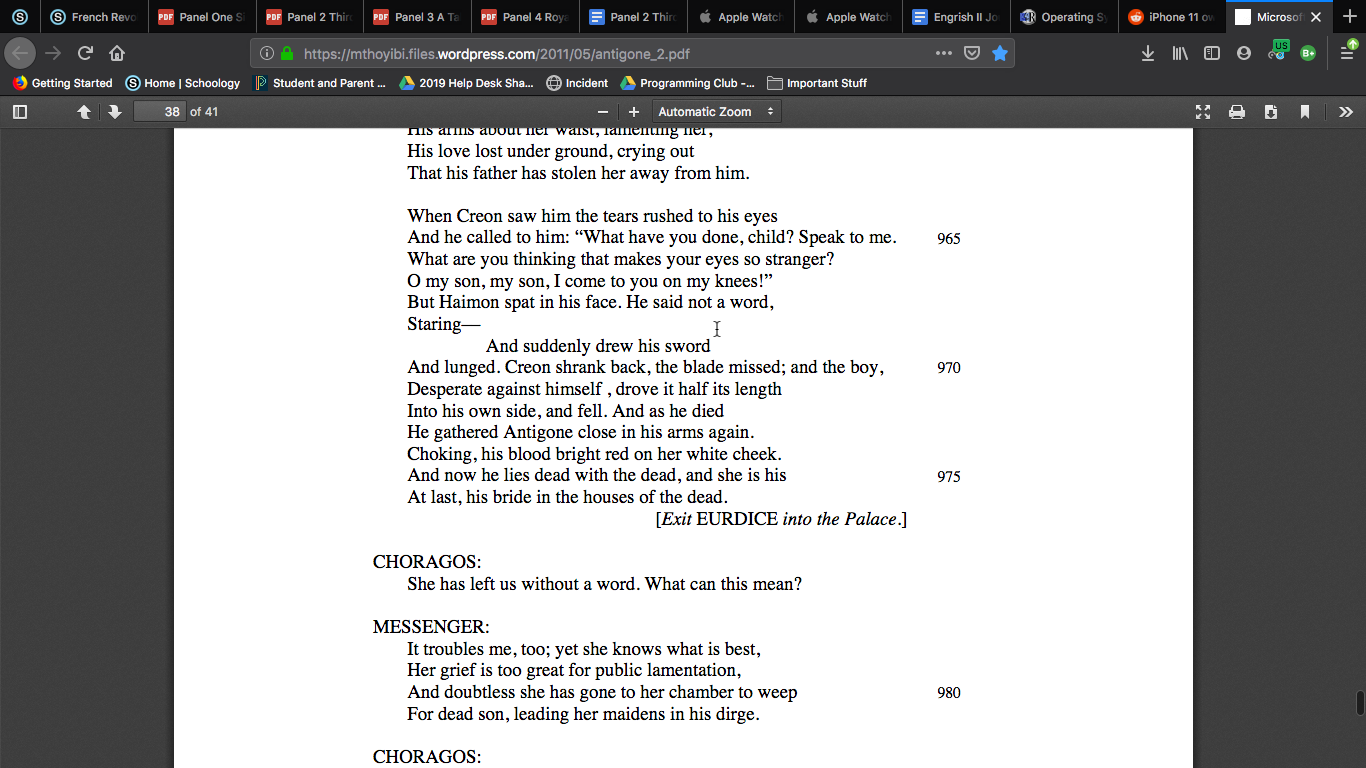 French Revo
Panel One S
Panel 2 Thir
Panel 3 A Ta
Panel 4 Roya
Panel 2 Thir
Apple Watch
Apple Watch
Engrish II Jo
Operating Sy
iPhone 11 ow
Microsof
https://mthoyibi.files.wordpress.com/2011/05/antigone_2.pdf
US
B+
Getting Started
Home | Schoology
Student and Parent ...
2019 Help Desk Sha...
Incident
Programming Club -...
Important Stuff
38 of 41
Automatic Zoom
His arms about her waist, lamenting her,
His love lost under ground, crying out
That his father has stolen her away from him.
When Creon saw him the tears rushed to his eyes
And he called to him: “What have you done, child? Speak to me. 965
What are you thinking that makes your eyes so stranger?
O my son, my son, I come to you on my knees!”
But Haimon spat in his face. He said not a word,
Staring—
And suddenly drew his sword
And lunged. Creon shrank back, the blade missed; and the boy, 970
Desperate against himself , drove it half its length
Into his own side, and fell. And as he died
He gathered Antigone close in his arms again.
Choking, his blood bright red on her white cheek.
And now he lies dead with the dead, and she is his 975
At last, his bride in the houses of the dead.
[Exit EURDICE into the Palace.]
CHORAGOS:
She has left us without a word. What can this mean?
MESSENGER:
It troubles me, too; yet she knows what is best,
Her grief is too great for public lamentation,
And doubtless she has gone to her chamber to weep 980
For dead son, leading her maidens in his dirge.
CHORAGOS: